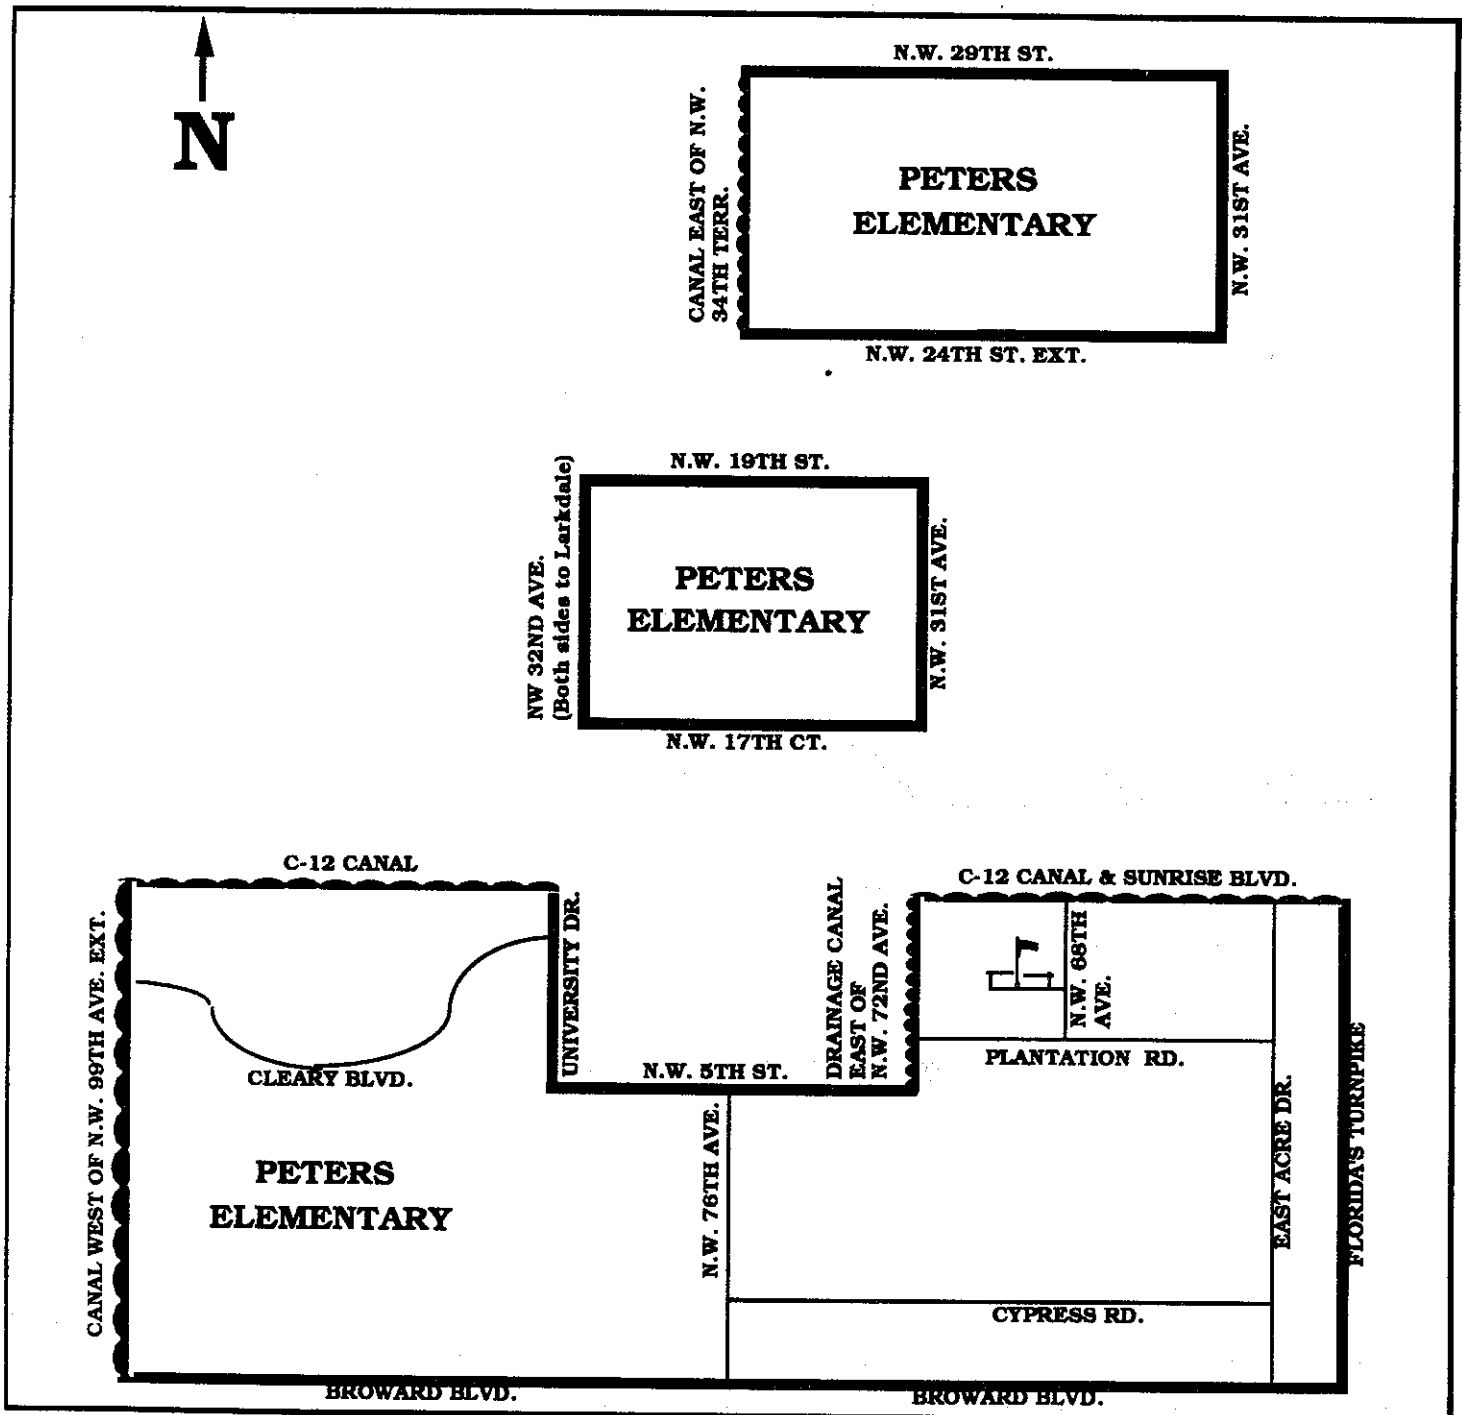 N
N.W. 29TH ST.
CANAL EAST OF N.W.
34TH TERR.
PETERS
ELEMENTARY
N.W. 31ST AVE.
N.W. 24TH ST. EXT.
N.W. 19TH ST.
NW 32ND AVE.
(Both sides to Larkdale)
PETERS
ELEMENTARY
N.W. 31ST AVE.
N.W. 17TH CT.
C-12 CANAL
C-12 CANAL & SUNRISE BLVD.
CANAL WEST OF N.W. 99TH AVE. EXT.
UNIVERSITY DR.
DRAINAGE CANAL
EAST OF
N.W. 72ND AVE.
N.W. 68TH
AVE.
CLEARY BLVD.
N.W. 5TH ST.
PLANTATION RD.
PETERS
ELEMENTARY
N.W. 76TH AVE.
EAST ACRE DR.
FLORIDA'S TURNPIKE
CYPRESS RD.
BROWARD BLVD.
BROWARD BLVD.